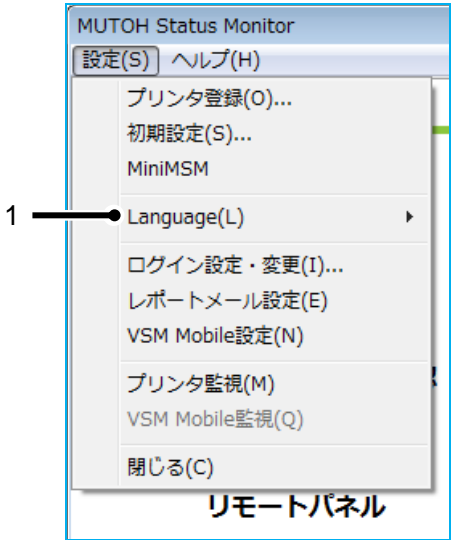 MUTOH Status Monitor
設定(S) ヘルプ(H)
プリンタ登録(O)...
初期設定(S)...
MiniMSM
1
Language(L)
ログイン設定・変更(I)...
レポートメール設定(E)
VSM Mobile設定(N)
プリンタ監視(M)
VSM Mobile監視(Q)
閉じる(C)
リモートパネル